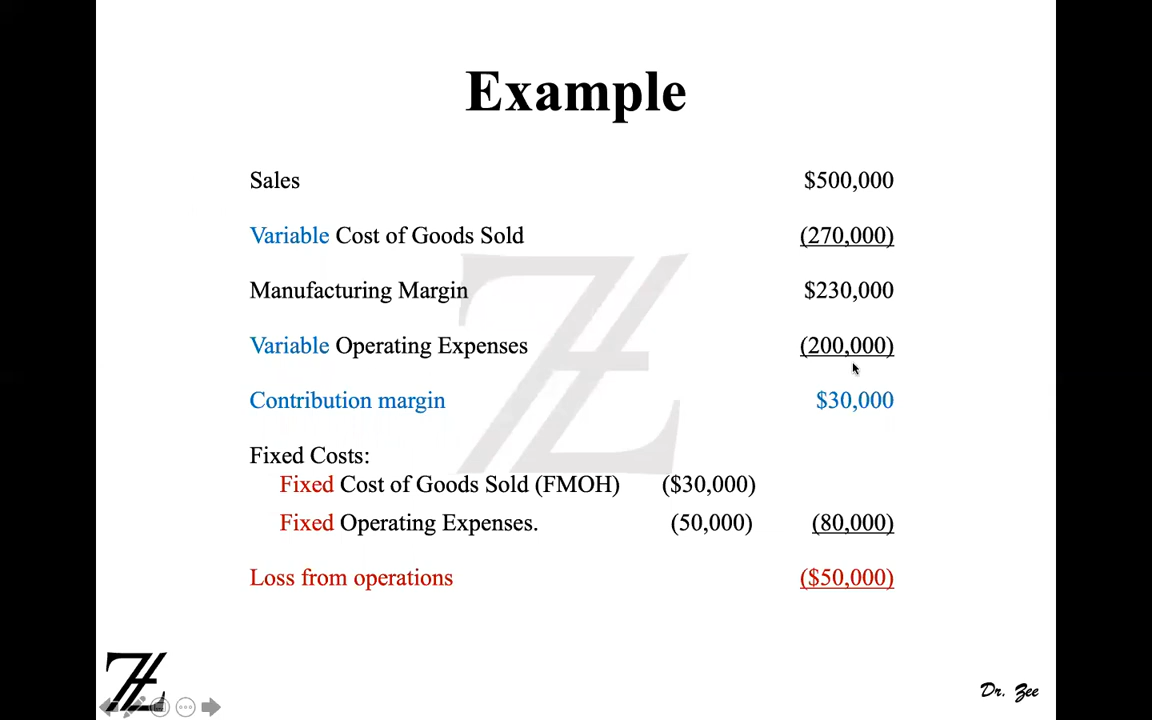 Example
Sales $500,000
Variable Cost of Goods Sold (270,000)
Manufacturing Margin $230,000
Variable Operating Expenses (200,000)
Contribution margin $30,000
Fixed Costs:
Fixed Cost of Goods Sold (FMOH) ($30,000)
Fixed Operating Expenses. (50,000) (80,000)
Loss from operations ($50,000)
Dr. Zee